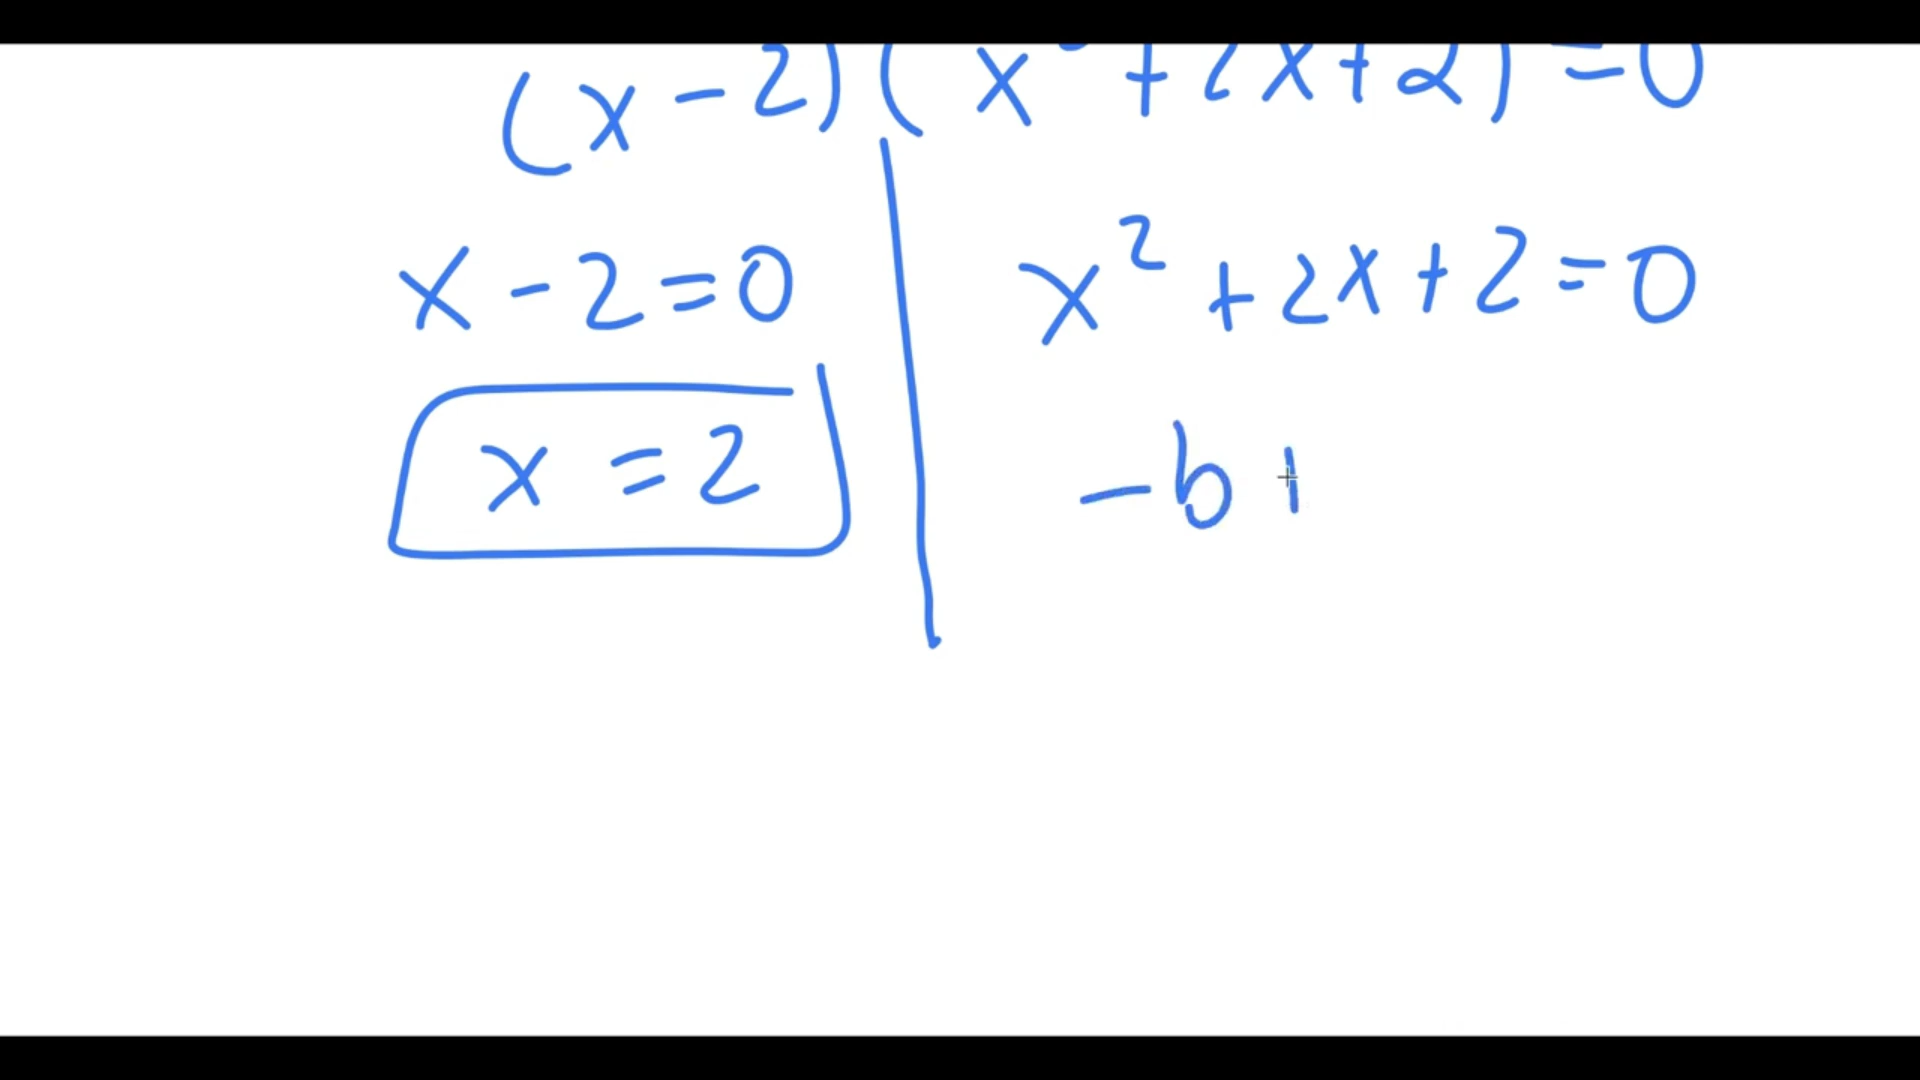 (x - 2)(x² + 2x + 2) = 0
x - 2 = 0
x² + 2x + 2 = 0
x = 2
-b +